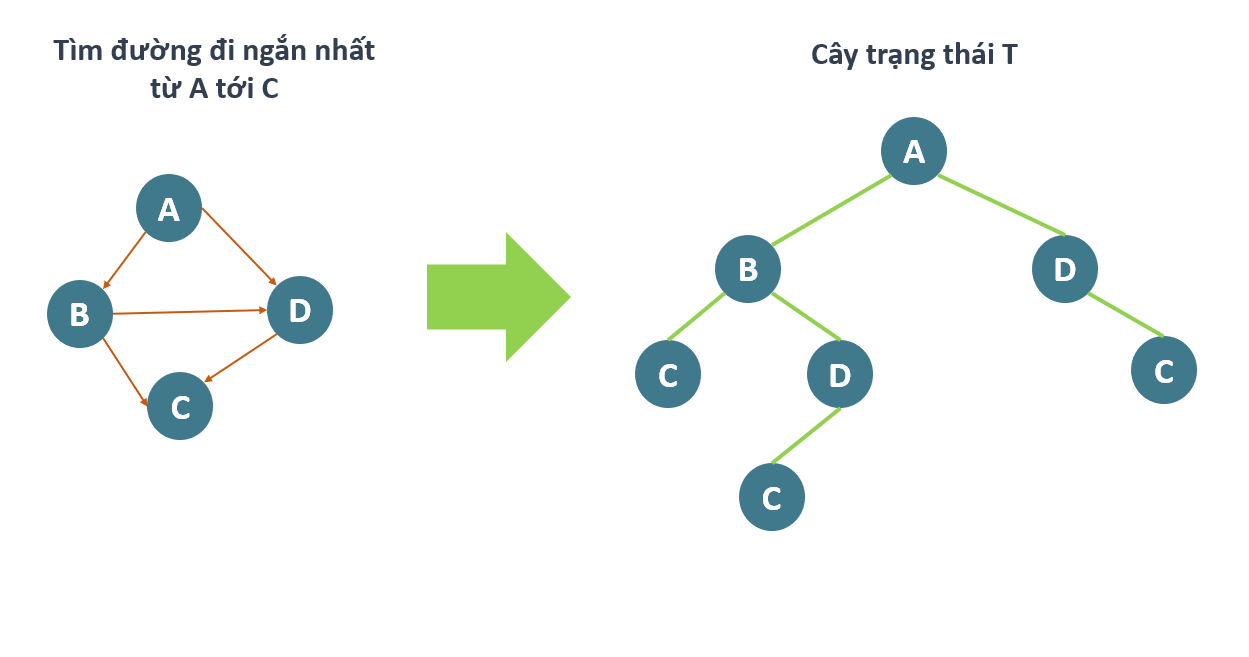 Tìm đường đi ngắn nhất
từ A tới C
A
B
D
C
Cây trạng thái T
A
B
D
C
D
C
C